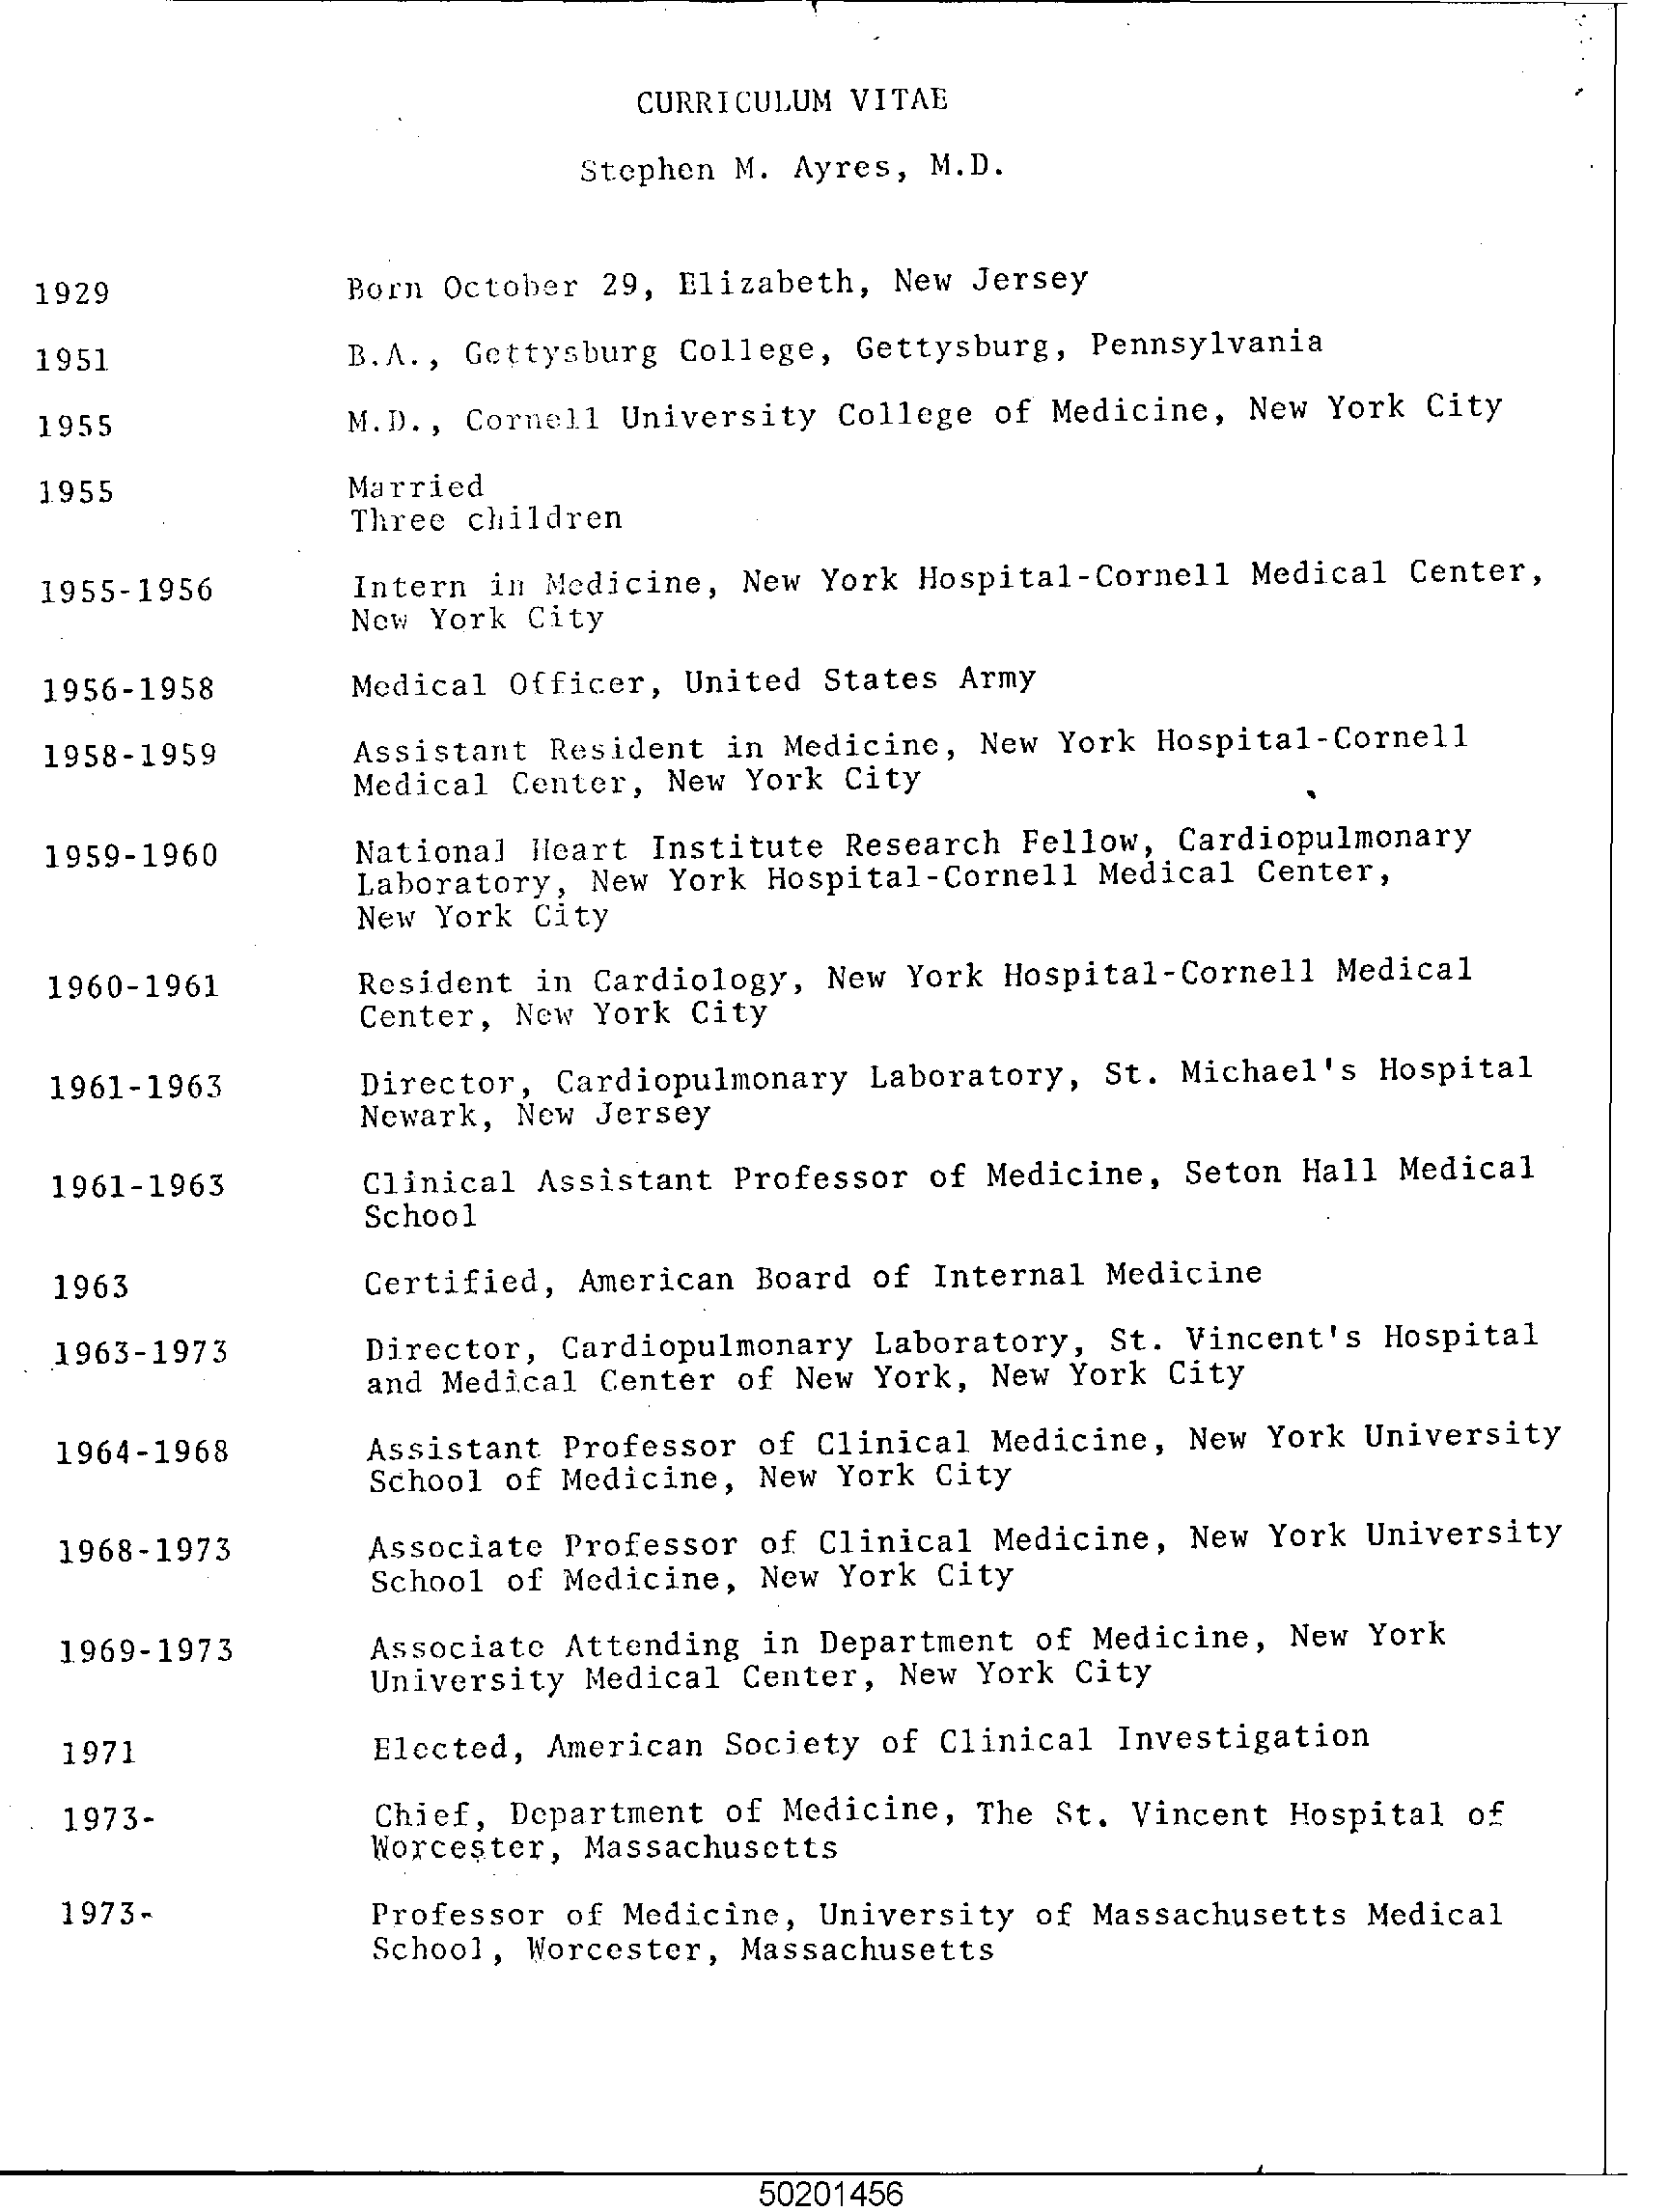 CURRICULUM VITAE
Stephen M. Ayres, M.D.
1929 Born October 29, Elizabeth, New Jersey
1951 B.A., Gettysburg College, Gettysburg, Pennsylvania
1955 M.D., Cornell University College of Medicine, New York City
1955 Married
Three children
1955-1956 Intern in Medicine, New York Hospital-Cornell Medical Center,
New York City
1956-1958 Medical Officer, United States Army
1958-1959 Assistant Resident in Medicine, New York Hospital-Cornell
Medical Center, New York City
1959-1960 National Heart Institute Research Fellow, Cardiopulmonary
Laboratory, New York Hospital-Cornell Medical Center,
New York City
1960-1961 Resident in Cardiology, New York Hospital-Cornell Medical
Center, New York City
1961-1963 Director, Cardiopulmonary Laboratory, St. Michael's Hospital
Newark, New Jersey
1961-1963 Clinical Assistant Professor of Medicine, Seton Hall Medical
School
1963 Certified, American Board of Internal Medicine
1963-1973 Director, Cardiopulmonary Laboratory, St. Vincent's Hospital
and Medical Center of New York, New York City
1964-1968 Assistant Professor of Clinical Medicine, New York University
School of Medicine, New York City
1968-1973 Associate Professor of Clinical Medicine, New York University
School of Medicine, New York City
1969-1973 Associate Attending in Department of Medicine, New York
University Medical Center, New York City
1971 Elected, American Society of Clinical Investigation
1973- Chief, Department of Medicine, The St. Vincent Hospital of
Worcester, Massachusetts
1973- Professor of Medicine, University of Massachusetts Medical
School, Worcester, Massachusetts
50201456